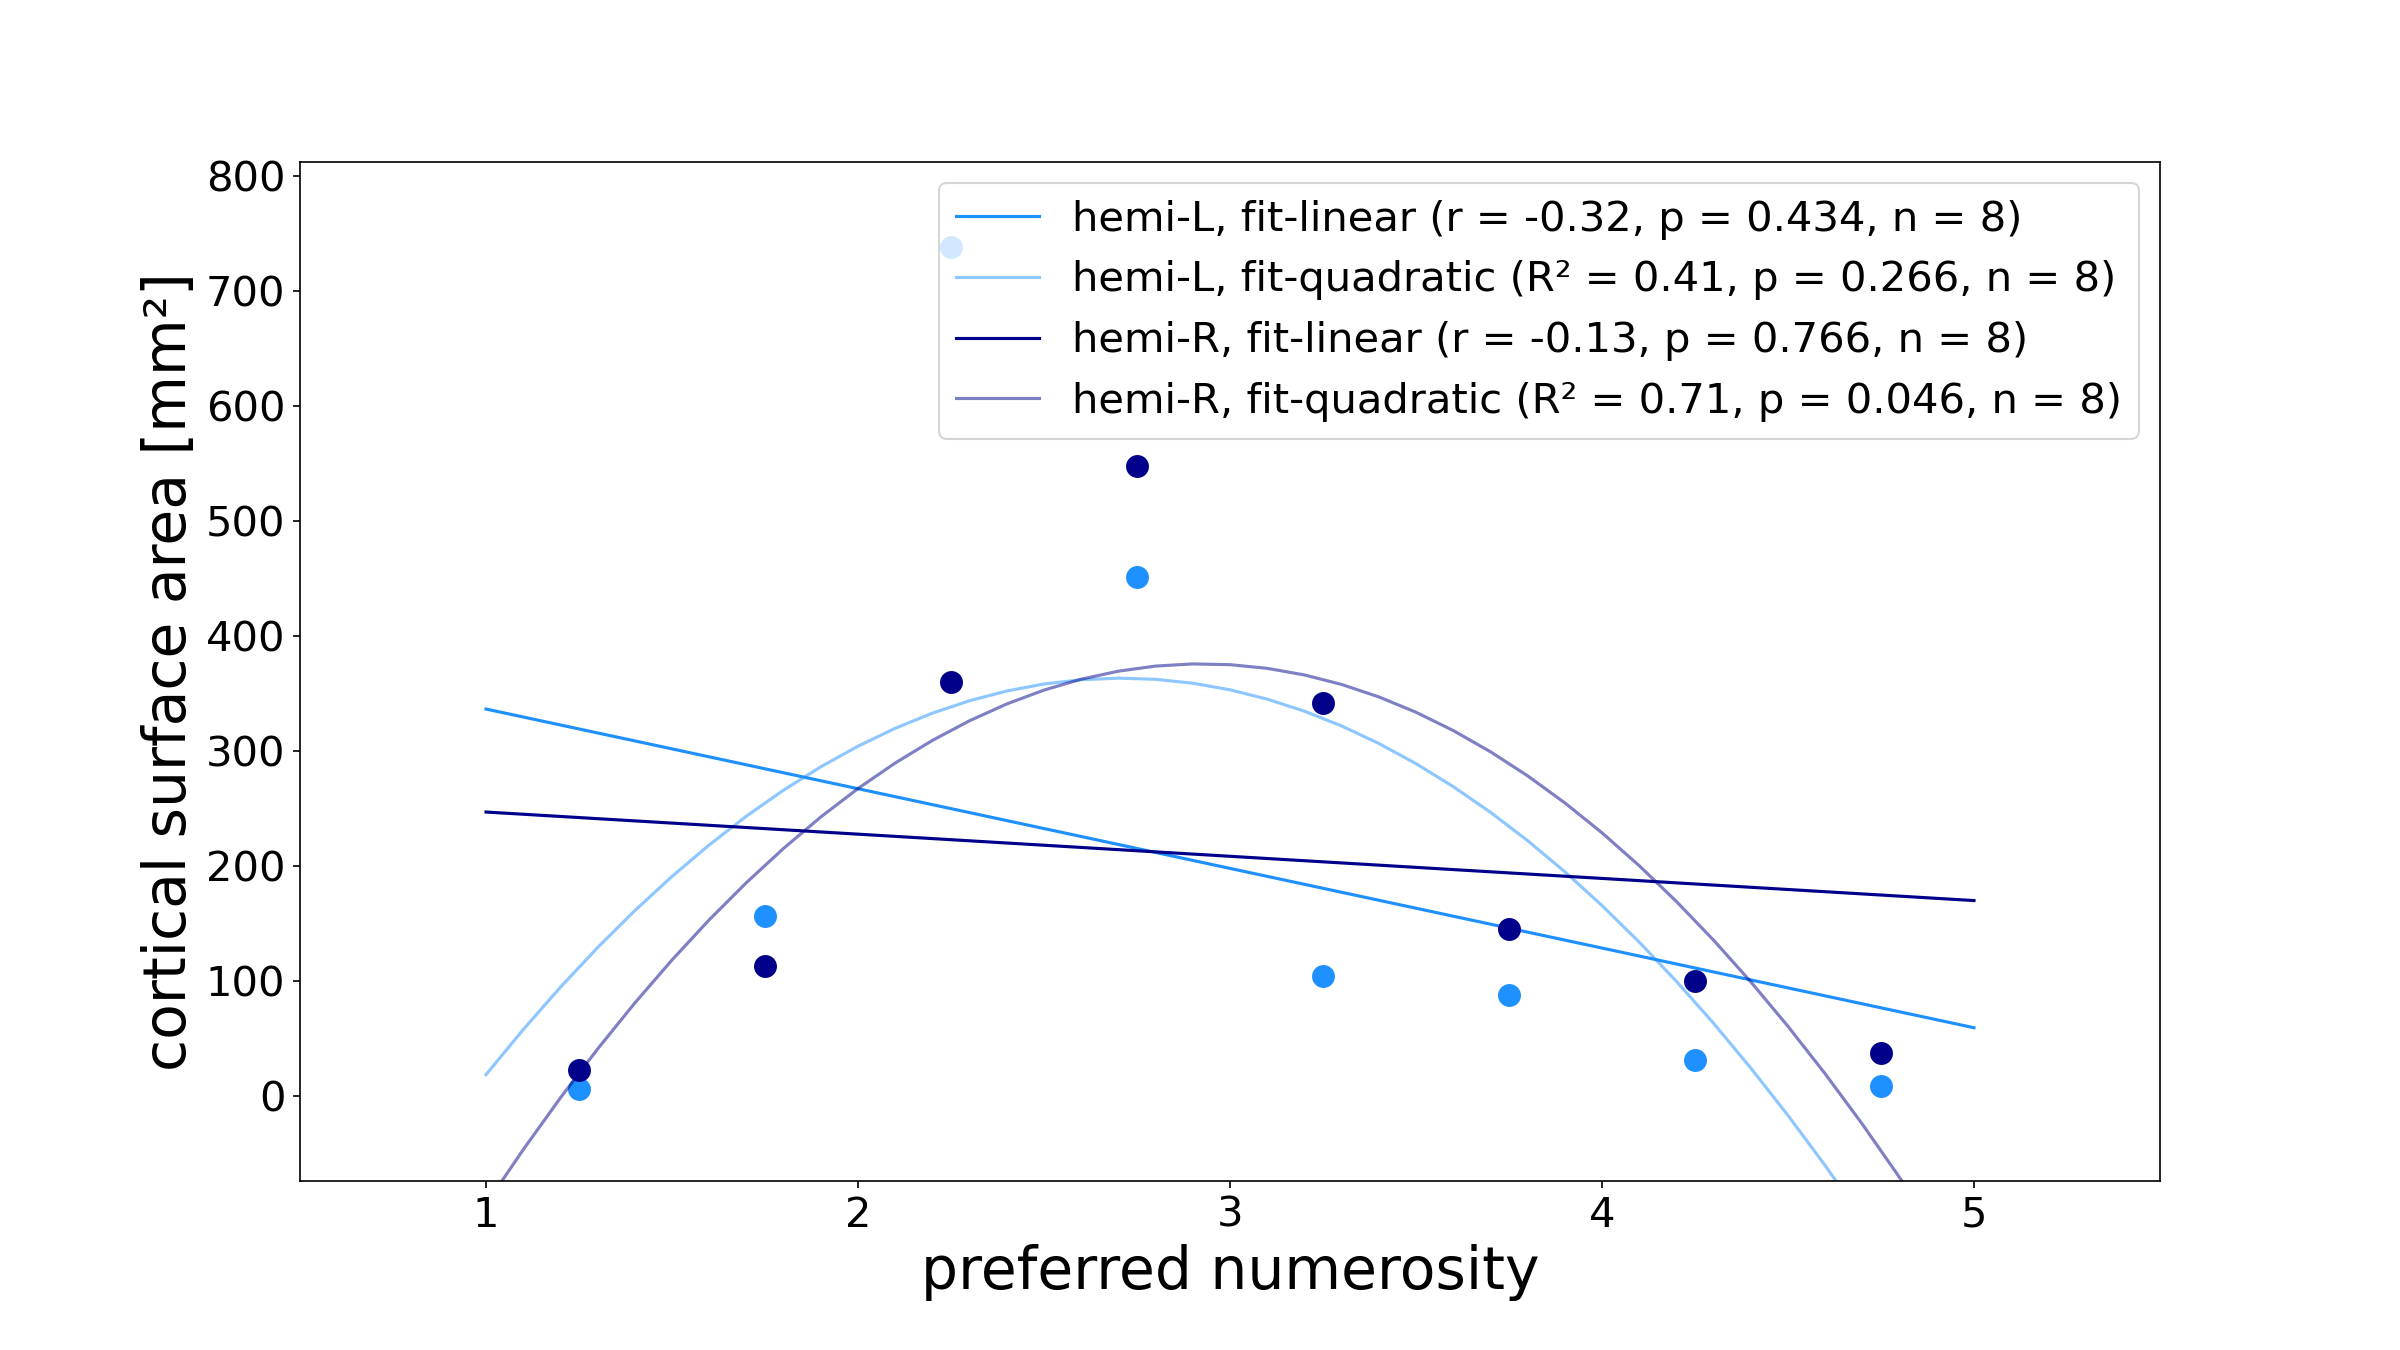 800
700
600
500
400
300
200
100
0
cortical surface area [mm²]
hemi-L, fit-linear (r = -0.32, p = 0.434, n = 8)
hemi-L, fit-quadratic (R² = 0.41, p = 0.266, n = 8)
hemi-R, fit-linear (r = -0.13, p = 0.766, n = 8)
hemi-R, fit-quadratic (R² = 0.71, p = 0.046, n = 8)
1 2 3 4 5
preferred numerosity